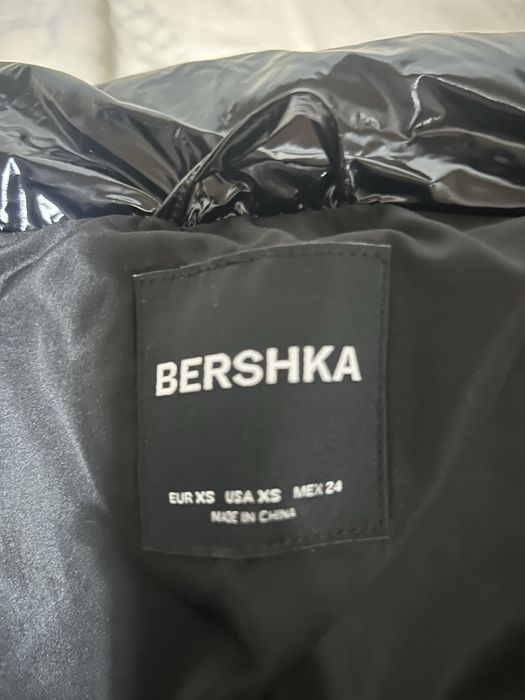 BERSHKA
EUR XS USA XS MEX 24
MADE IN CHINA